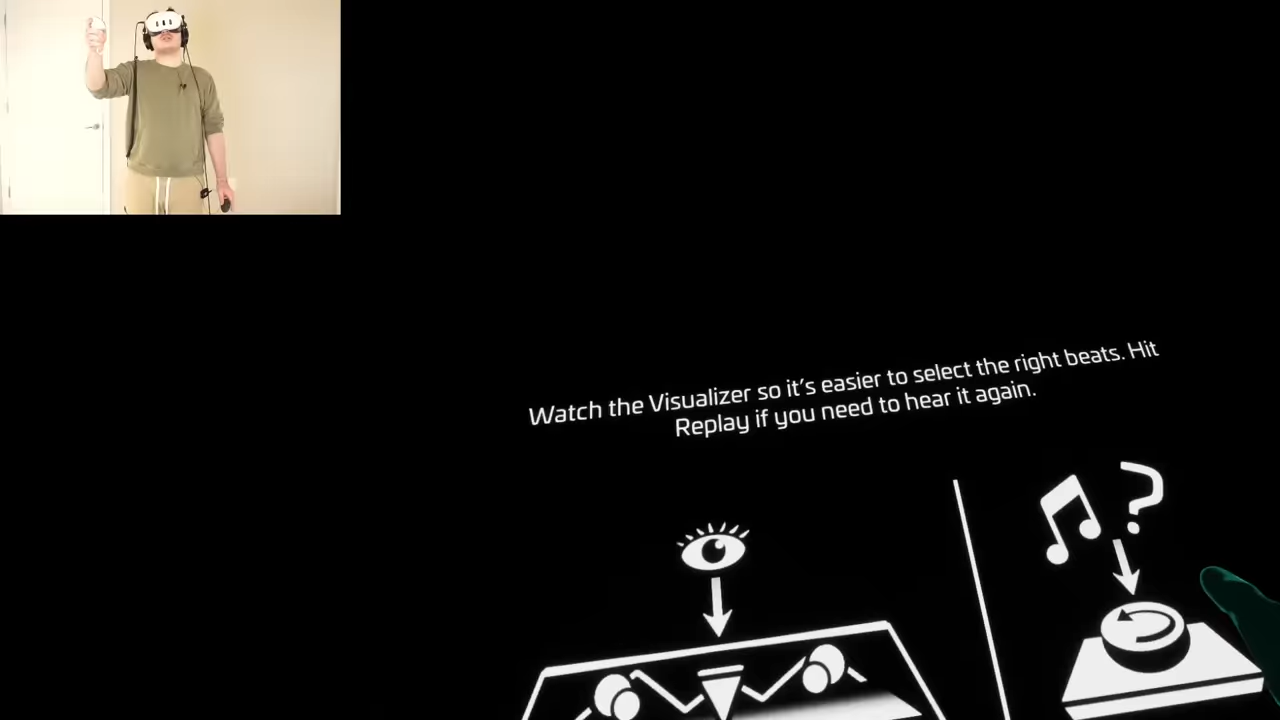 Watch the Visualizer so it's easier to select the right beats. Hit
Replay if you need to hear it again.